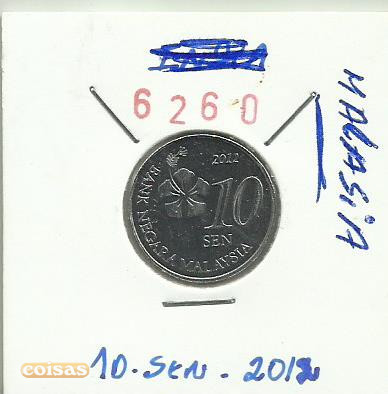 6260
MALASIA
2012
10
SEN
BANK NEGARA MALAYSIA
10.SEN.2012
coisas